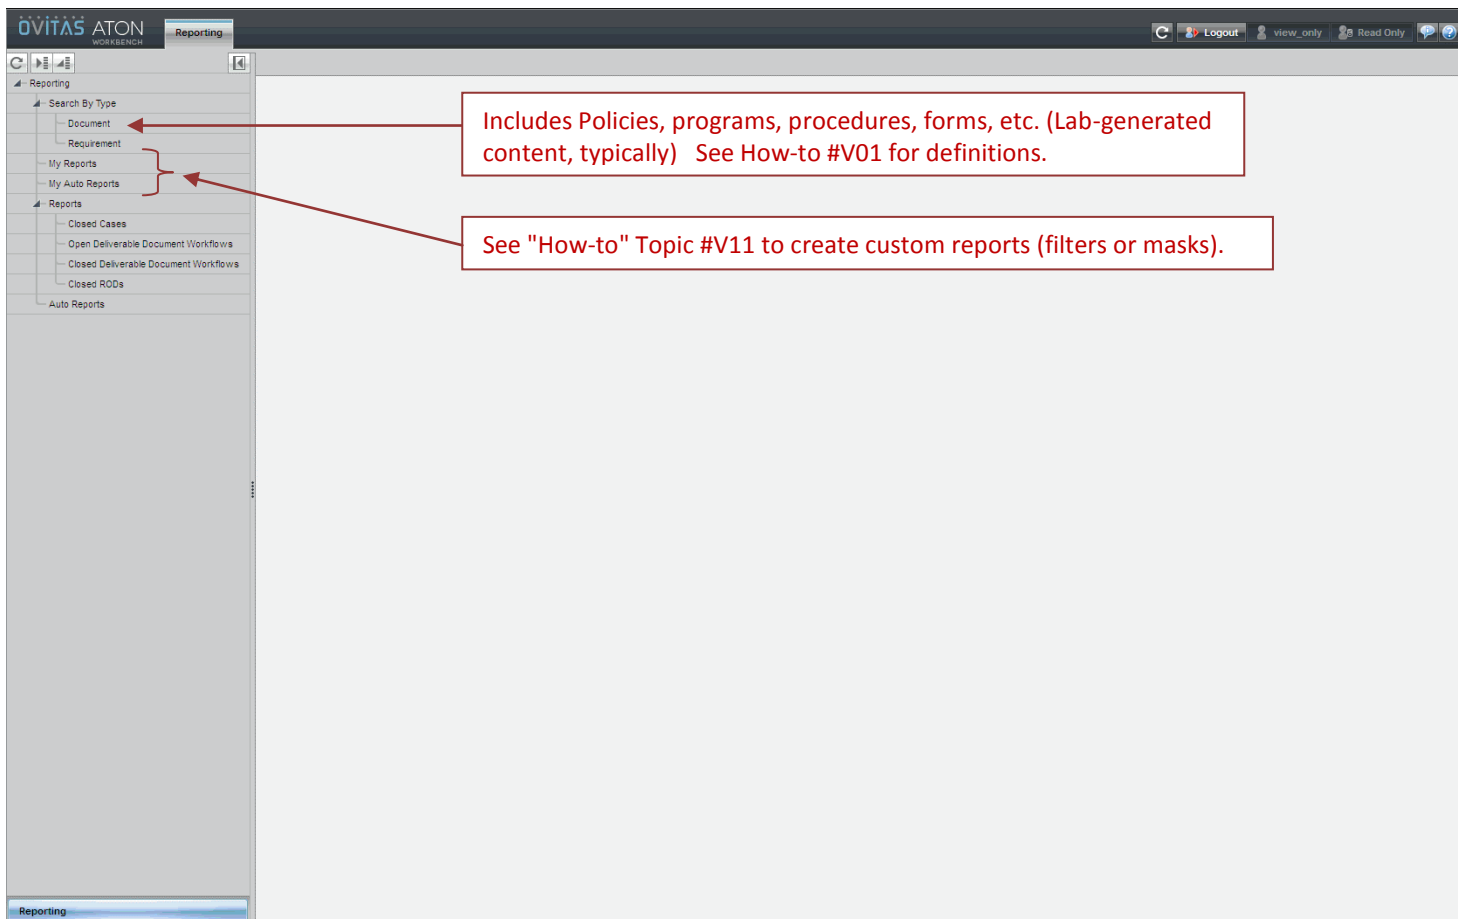 ÖVİTAS ATON
WORKBENCH
Reporting
Logout
view_only
Read Only
Reporting
Search By Type
Document
Requirement
My Reports
My Auto Reports
Reports
Closed Cases
Open Deliverable Document Workflows
Closed Deliverable Document Workflows
Closed RODs
Auto Reports
Includes Policies, programs, procedures, forms, etc. (Lab-generated
content, typically)   See How-to #V01 for definitions.
See "How-to" Topic #V11 to create custom reports (filters or masks).
Reporting